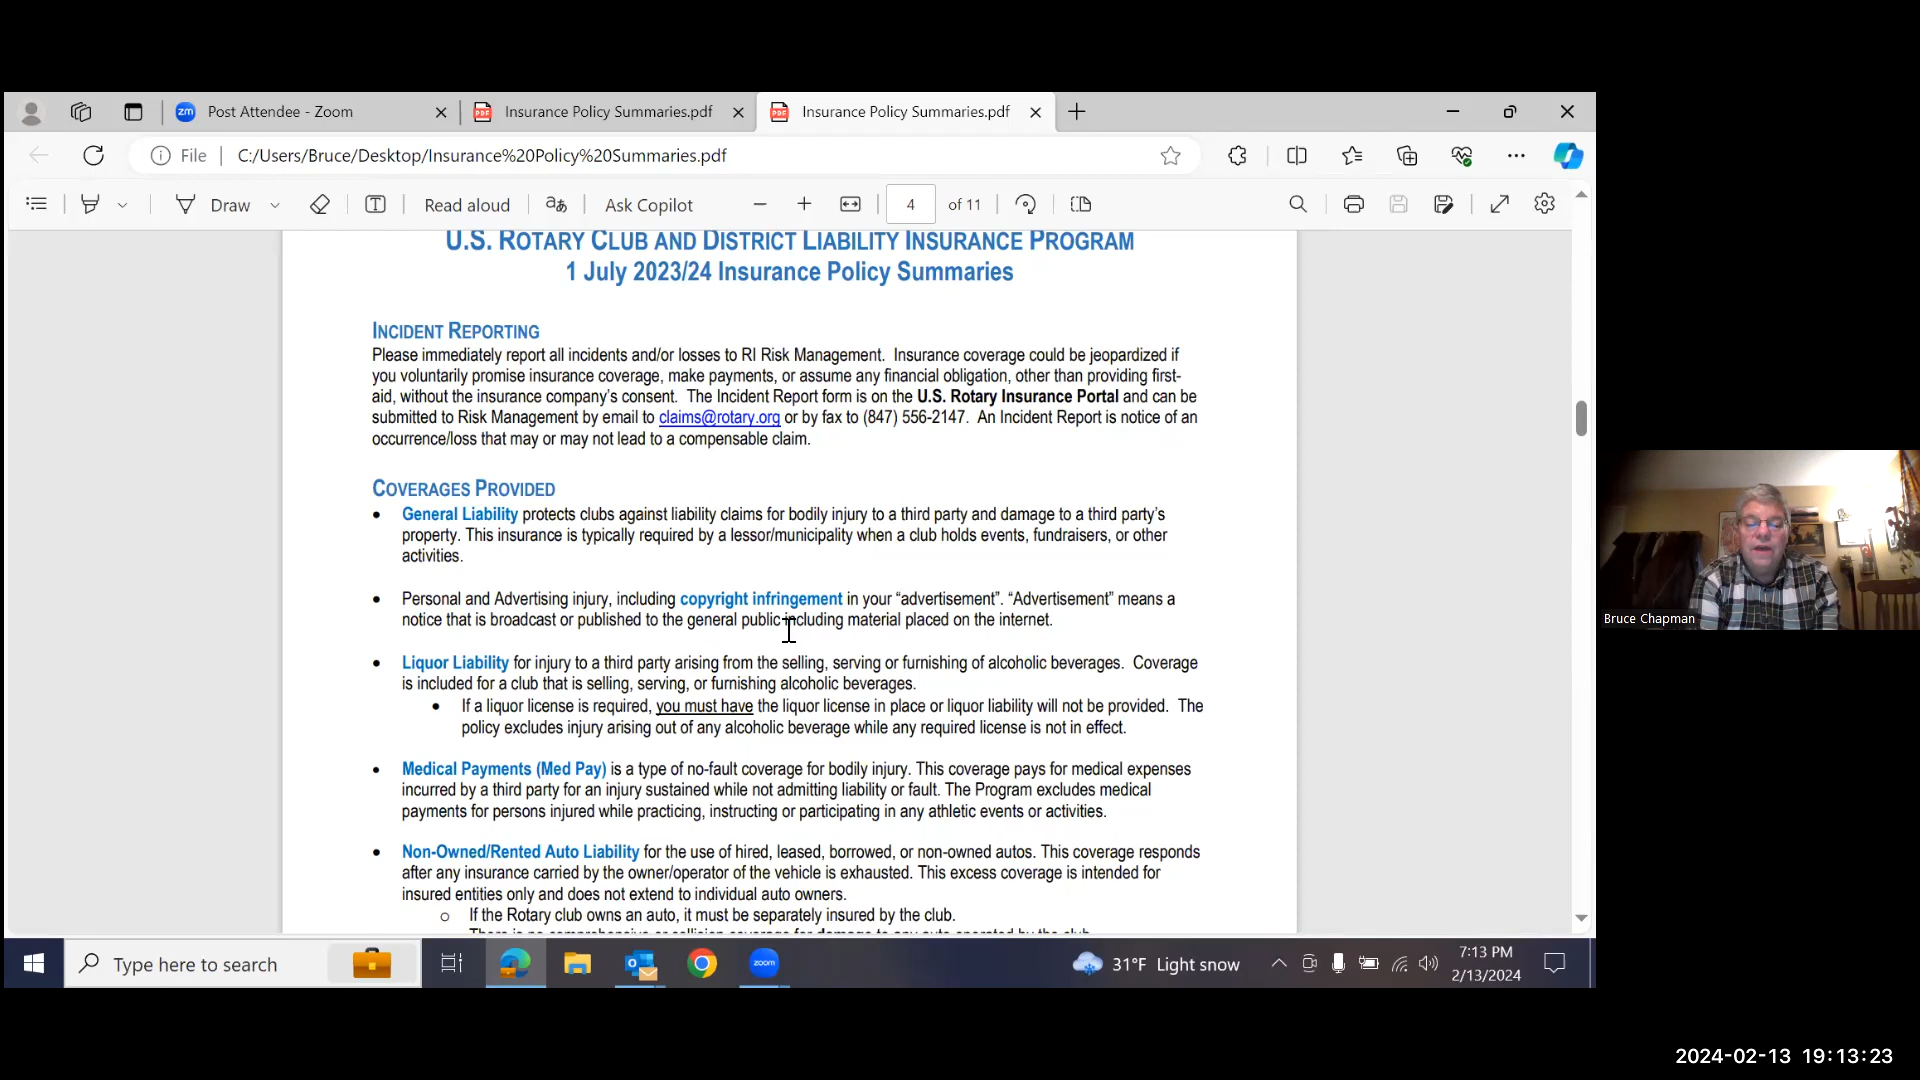 Post Attendee - Zoom
Insurance Policy Summaries.pdf
Insurance Policy Summaries.pdf
File
C:/Users/Bruce/Desktop/Insurance%20Policy%20Summaries.pdf
Draw
Read aloud
Ask Copilot
4
of 11
U.S. ROTARY CLUB AND DISTRICT LIABILITY INSURANCE PROGRAM
1 July 2023/24 Insurance Policy Summaries
INCIDENT REPORTING
Please immediately report all incidents and/or losses to RI Risk Management. Insurance coverage could be jeopardized if
you voluntarily promise insurance coverage, make payments, or assume any financial obligation, other than providing first-
aid, without the insurance company's consent. The Incident Report form is on the U.S. Rotary Insurance Portal and can be
submitted to Risk Management by email to claims@rotary.org or by fax to (847) 556-2147. An Incident Report is notice of an
occurrence/loss that may or may not lead to a compensable claim.
COVERAGES PROVIDED
• General Liability protects clubs against liability claims for bodily injury to a third party and damage to a third party's
property. This insurance is typically required by a lessor/municipality when a club holds events, fundraisers, or other
activities.
• Personal and Advertising injury, including copyright infringement in your “advertisement”. “Advertisement” means a
notice that is broadcast or published to the general public including material placed on the internet.
• Liquor Liability for injury to a third party arising from the selling, serving or furnishing of alcoholic beverages. Coverage
is included for a club that is selling, serving, or furnishing alcoholic beverages.
• If a liquor license is required, you must have the liquor license in place or liquor liability will not be provided. The
policy excludes injury arising out of any alcoholic beverage while any required license is not in effect.
• Medical Payments (Med Pay) is a type of no-fault coverage for bodily injury. This coverage pays for medical expenses
incurred by a third party for an injury sustained while not admitting liability or fault. The Program excludes medical
payments for persons injured while practicing, instructing or participating in any athletic events or activities.
• Non-Owned/Rented Auto Liability for the use of hired, leased, borrowed, or non-owned autos. This coverage responds
after any insurance carried by the owner/operator of the vehicle is exhausted. This excess coverage is intended for
insured entities only and does not extend to individual auto owners.
o If the Rotary club owns an auto, it must be separately insured by the club.
Bruce Chapman
Type here to search
zoom
31°F Light snow
7:13 PM
2/13/2024
2024-02-13 19:13:23